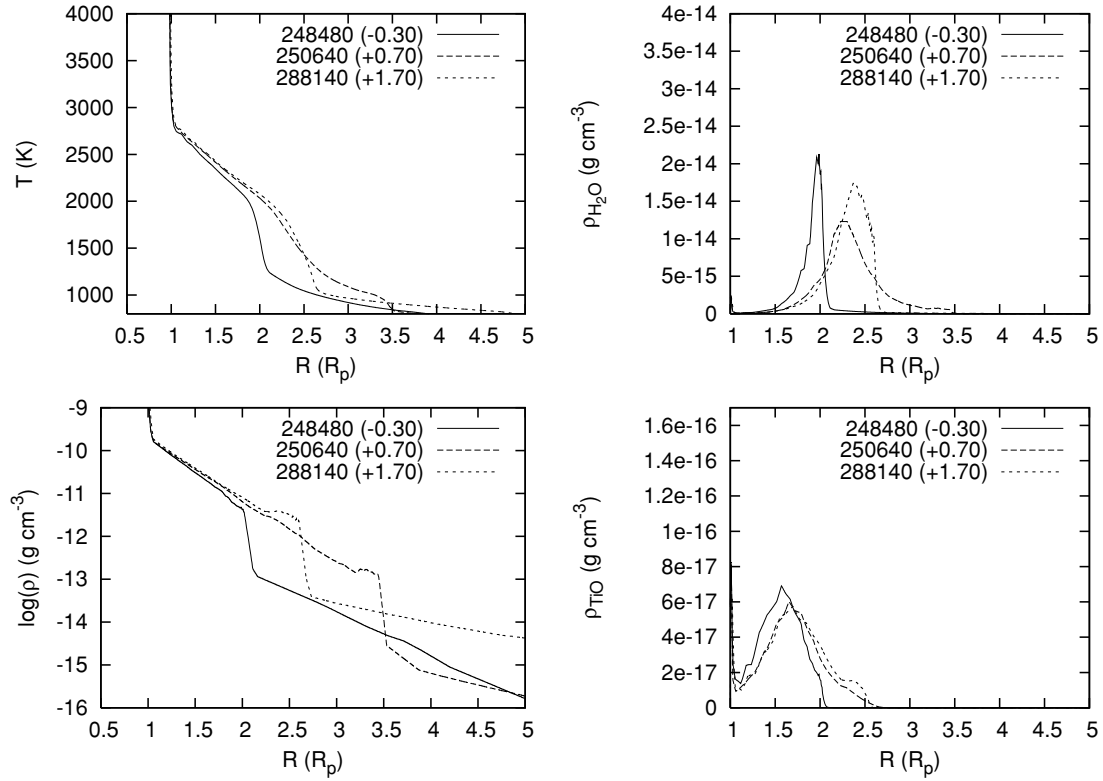 4000
3500
3000
2500
2000
1500
1000
T (K)
248480 (-0.30)
250640 (+0.70)
288140 (+1.70)
0.5 1 1.5 2 2.5 3 3.5 4 4.5 5
R (Rp)
4e-14
3.5e-14
3e-14
2.5e-14
2e-14
1.5e-14
1e-14
5e-15
0
ρH2O (g cm-3)
248480 (-0.30)
250640 (+0.70)
288140 (+1.70)
1 1.5 2 2.5 3 3.5 4 4.5 5
R (Rp)
-9
-10
-11
-12
-13
-14
-15
-16
log(ρ) (g cm-3)
248480 (-0.30)
250640 (+0.70)
288140 (+1.70)
0.5 1 1.5 2 2.5 3 3.5 4 4.5 5
R (Rp)
1.6e-16
1.4e-16
1.2e-16
1e-16
8e-17
6e-17
4e-17
2e-17
0
ρTiO (g cm-3)
248480 (-0.30)
250640 (+0.70)
288140 (+1.70)
1 1.5 2 2.5 3 3.5 4 4.5 5
R (Rp)